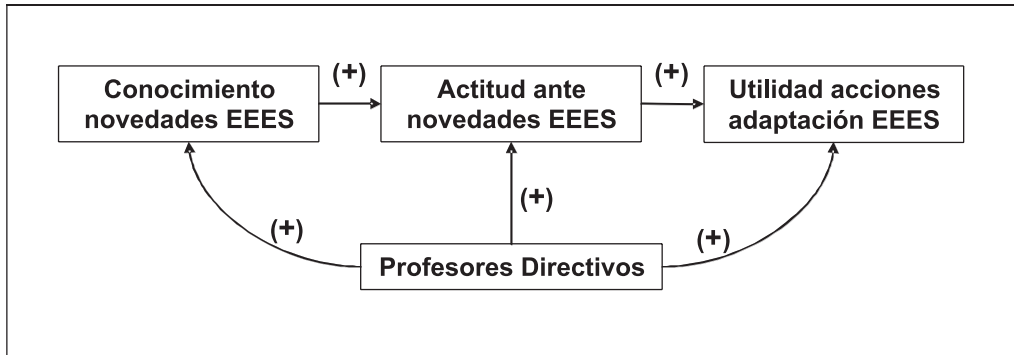 (+)
(+)
Conocimiento
novedades EEES
Actitud ante
novedades EEES
Utilidad acciones
adaptación EEES
(+)
(+)
(+)
Profesores Directivos